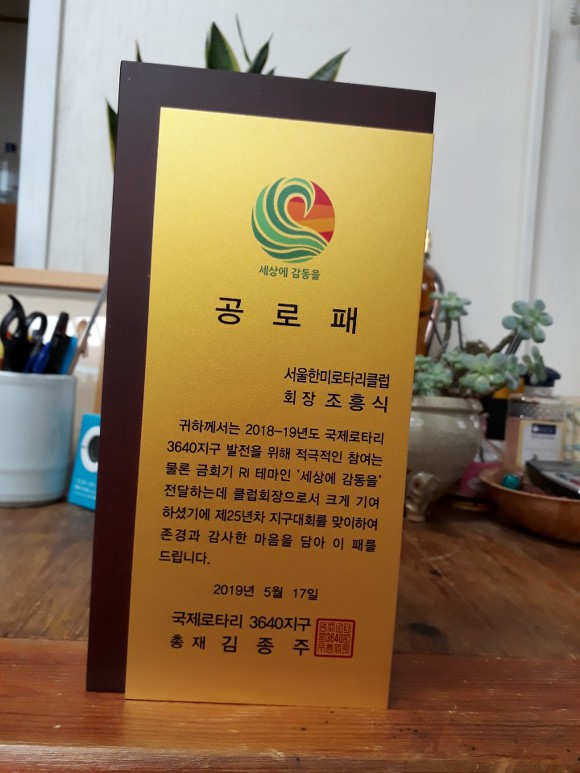 세상에 감동을
공 로 패
서울한미로타리클럽
회장 조흥식
귀하께서는 2018-19년도 국제로타리
3640지구 발전을 위해 적극적인 참여는
물론 금회기 RI 테마인 '세상에 감동을'
전달하는데 클럽회장으로서 크게 기여
하셨기에 제25년차 지구대회를 맞이하여
존경과 감사한 마음을 담아 이 패를
드립니다.
2019년 5월 17일
국제로타리 3640지구
총재 김종주
3640